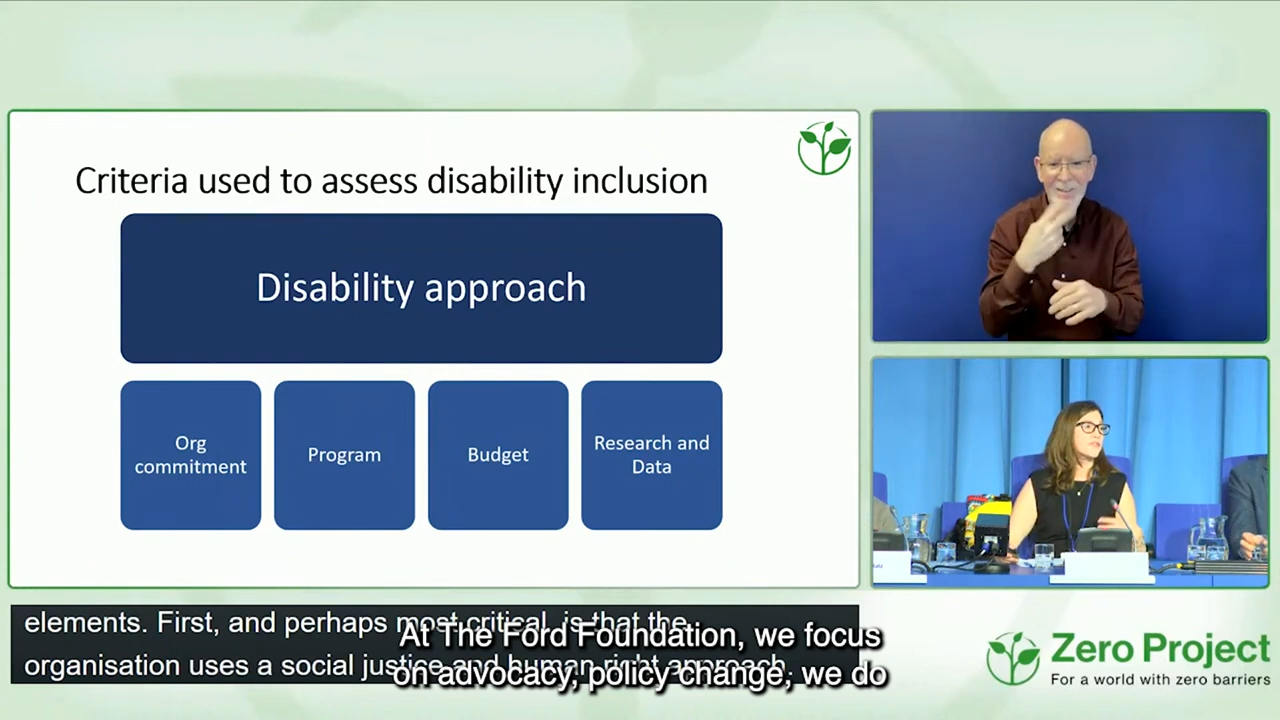 Criteria used to assess disability inclusion
Disability approach
Org
commitment
Program
Budget
Research and
Data
elements. First, and perhaps most critical, is that the
organisation uses a social justice and human right approach.
At The Ford Foundation, we focus
on advocacy, policy change, we do
Zero Project
For a world with zero barriers